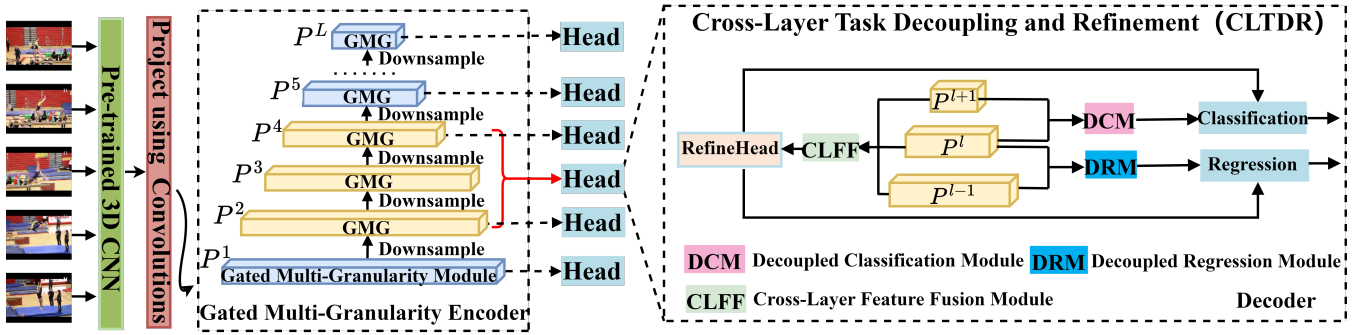 Pre-trained 3D CNN
Project using Convolutions
P^L
GMG
Downsample
......
P^5
GMG
Downsample
P^4
GMG
Downsample
P^3
GMG
Downsample
P^2
GMG
Downsample
P^1
Gated Multi-Granularity Module
Gated Multi-Granularity Encoder
Head
Head
Head
Head
Head
Head
Cross-Layer Task Decoupling and Refinement（CLTDR）
RefineHead
CLFF
P^{l+1}
P^l
P^{l-1}
DCM
DRM
Classification
Regression
DCM Decoupled Classification Module
DRM Decoupled Regression Module
CLFF Cross-Layer Feature Fusion Module
Decoder